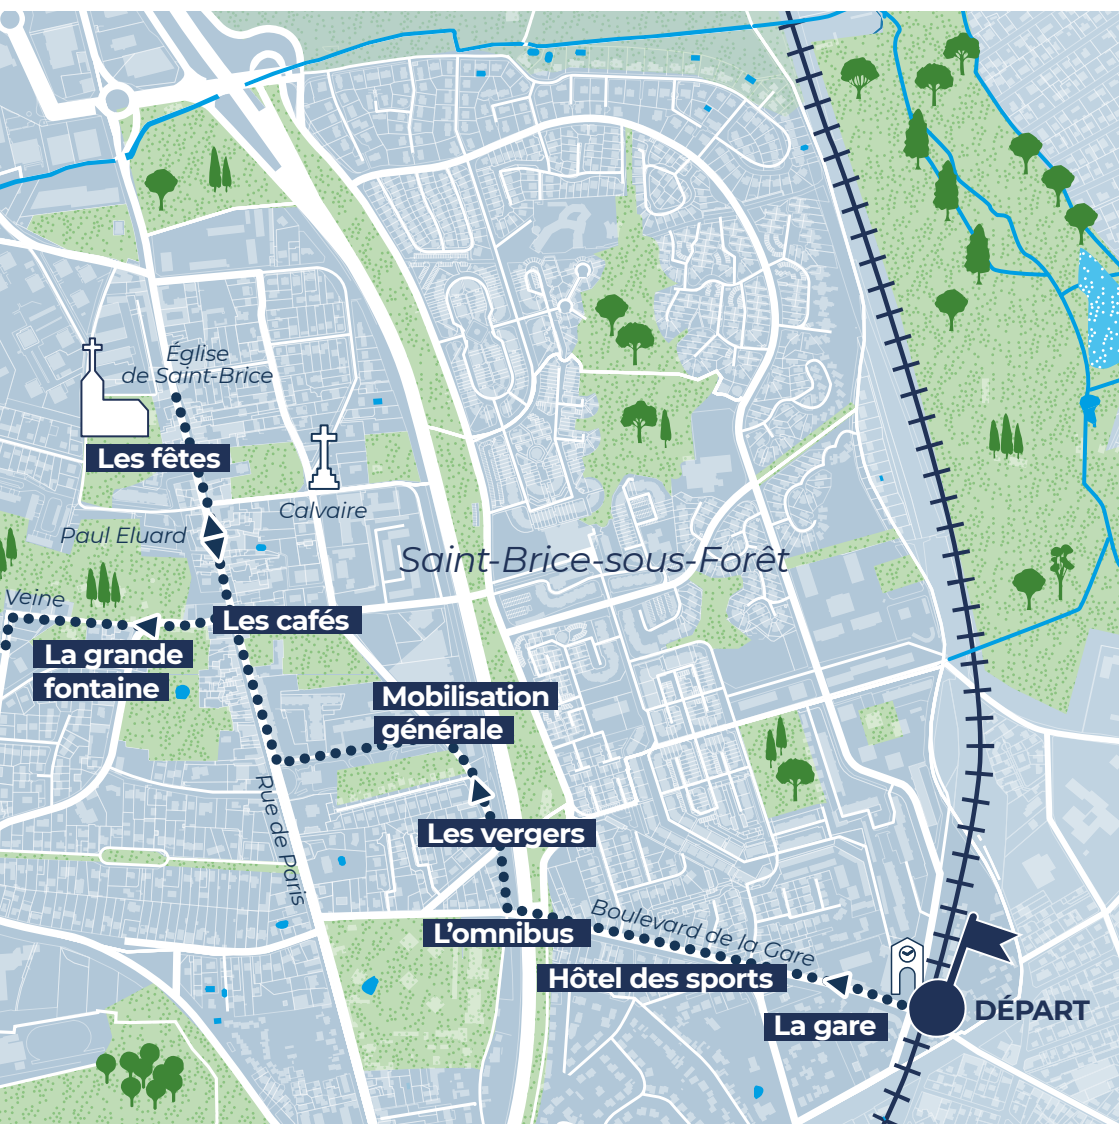 Église
de Saint-Brice
Les fêtes
Calvaire
Paul Eluard
Saint-Brice-sous-Forêt
Veine
Les cafés
La grande
fontaine
Mobilisation
générale
Rue de Paris
Les vergers
Boulevard de la Gare
L’omnibus
Hôtel des sports
La gare
DÉPART